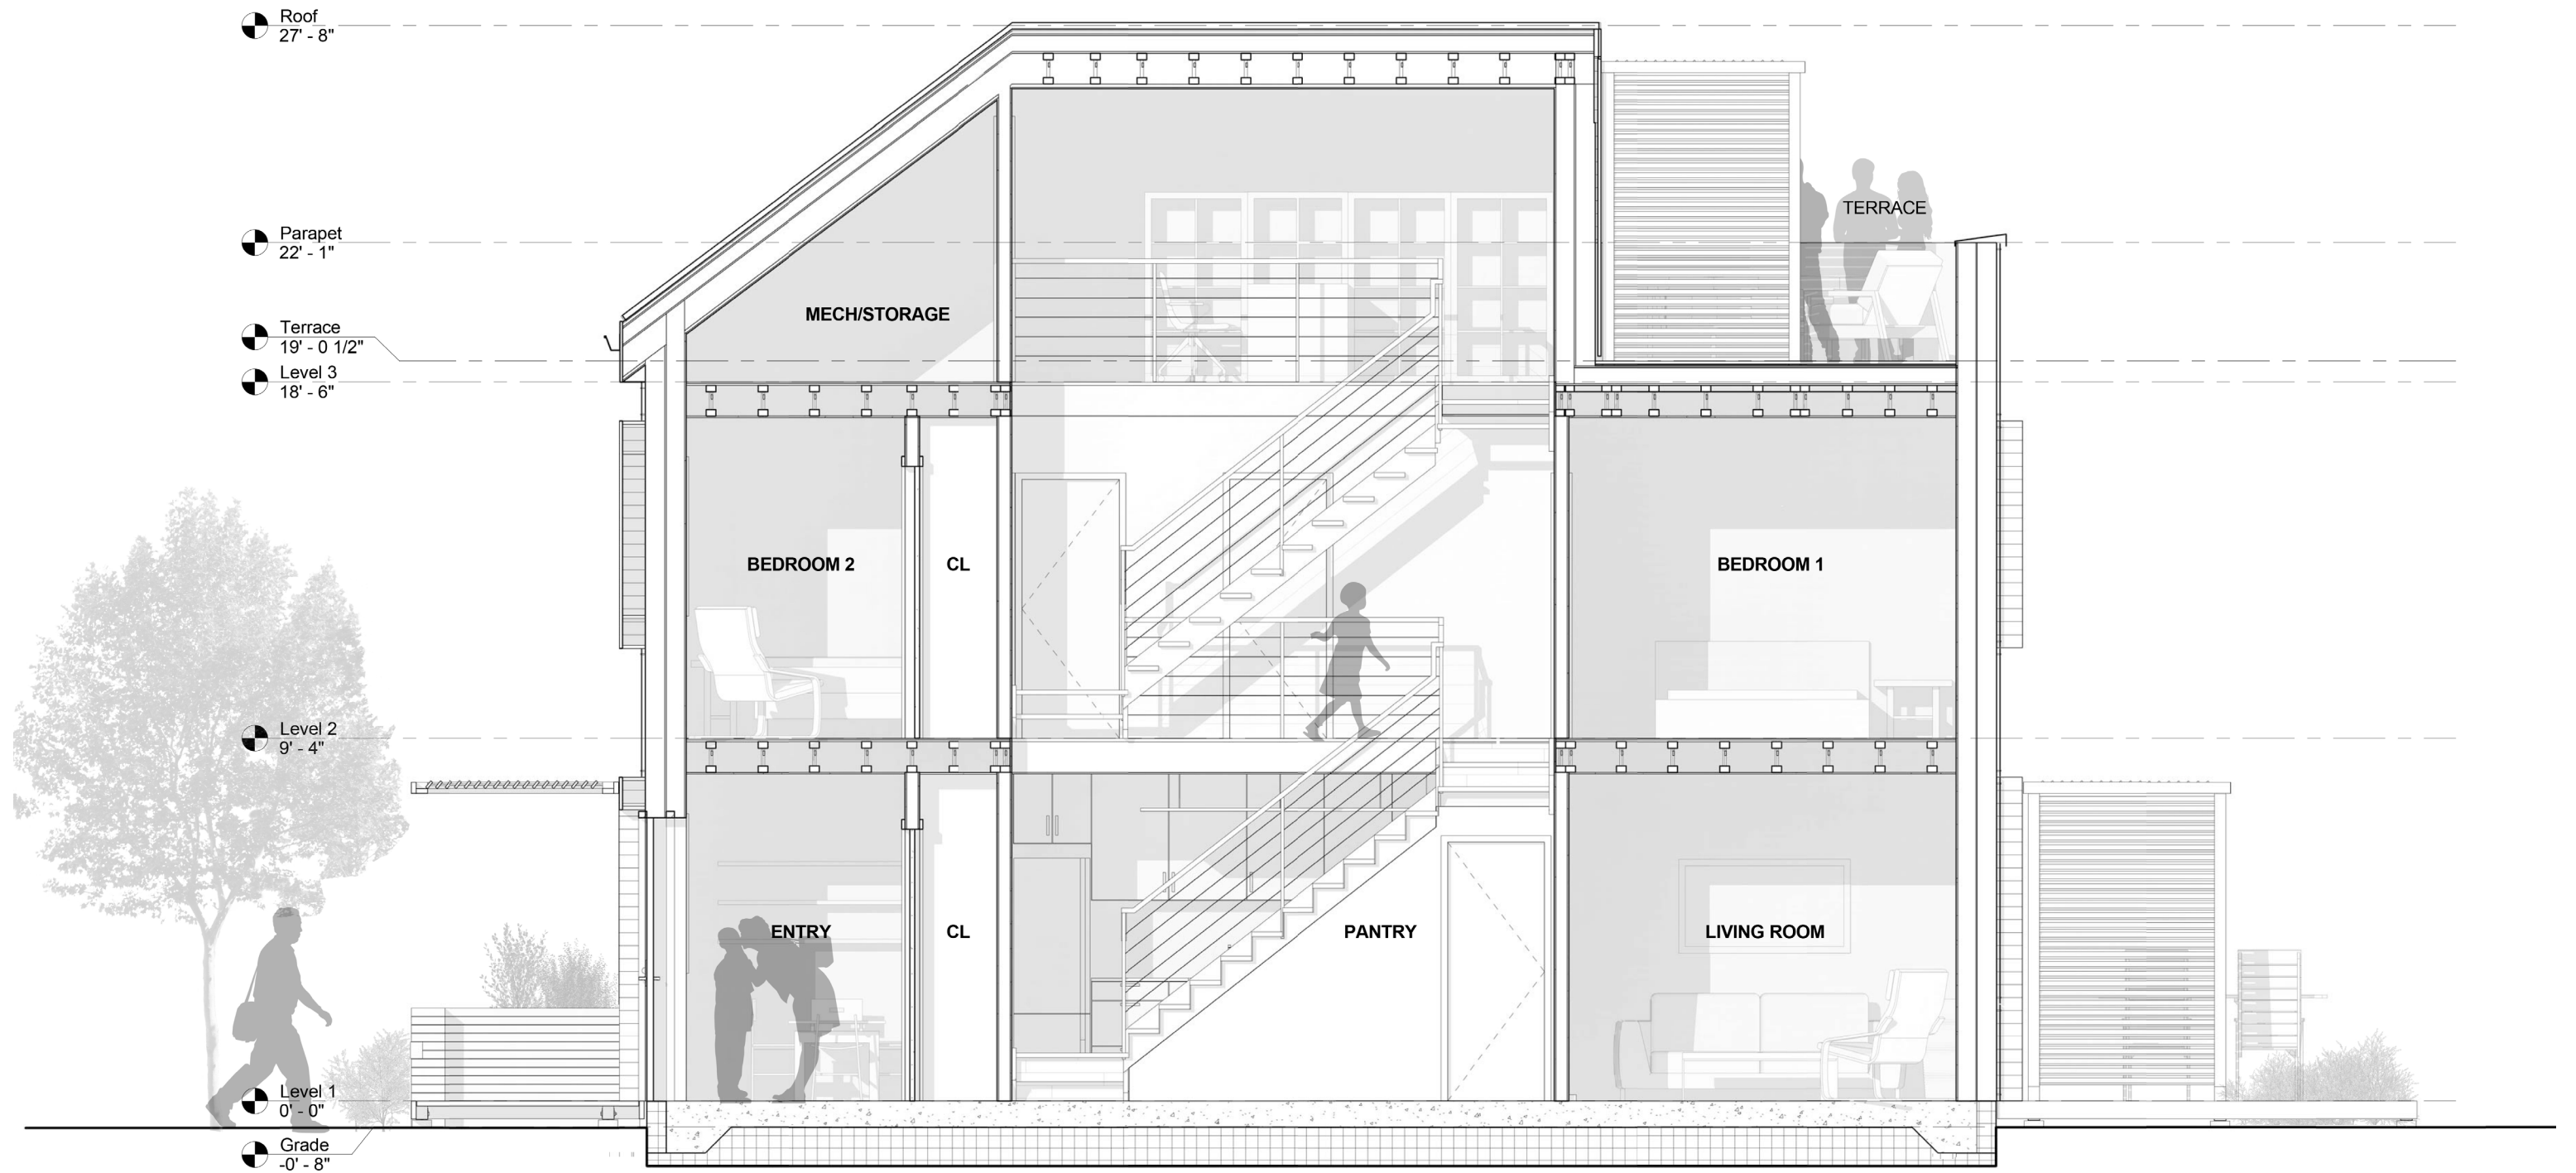 Roof
27' - 8"
Parapet
22' - 1"
Terrace
19' - 0 1/2"
Level 3
18' - 6"
Level 2
9' - 4"
Level 1
0' - 0"
Grade
-0' - 8"
TERRACE
MECH/STORAGE
BEDROOM 2
CL
BEDROOM 1
ENTRY
CL
PANTRY
LIVING ROOM